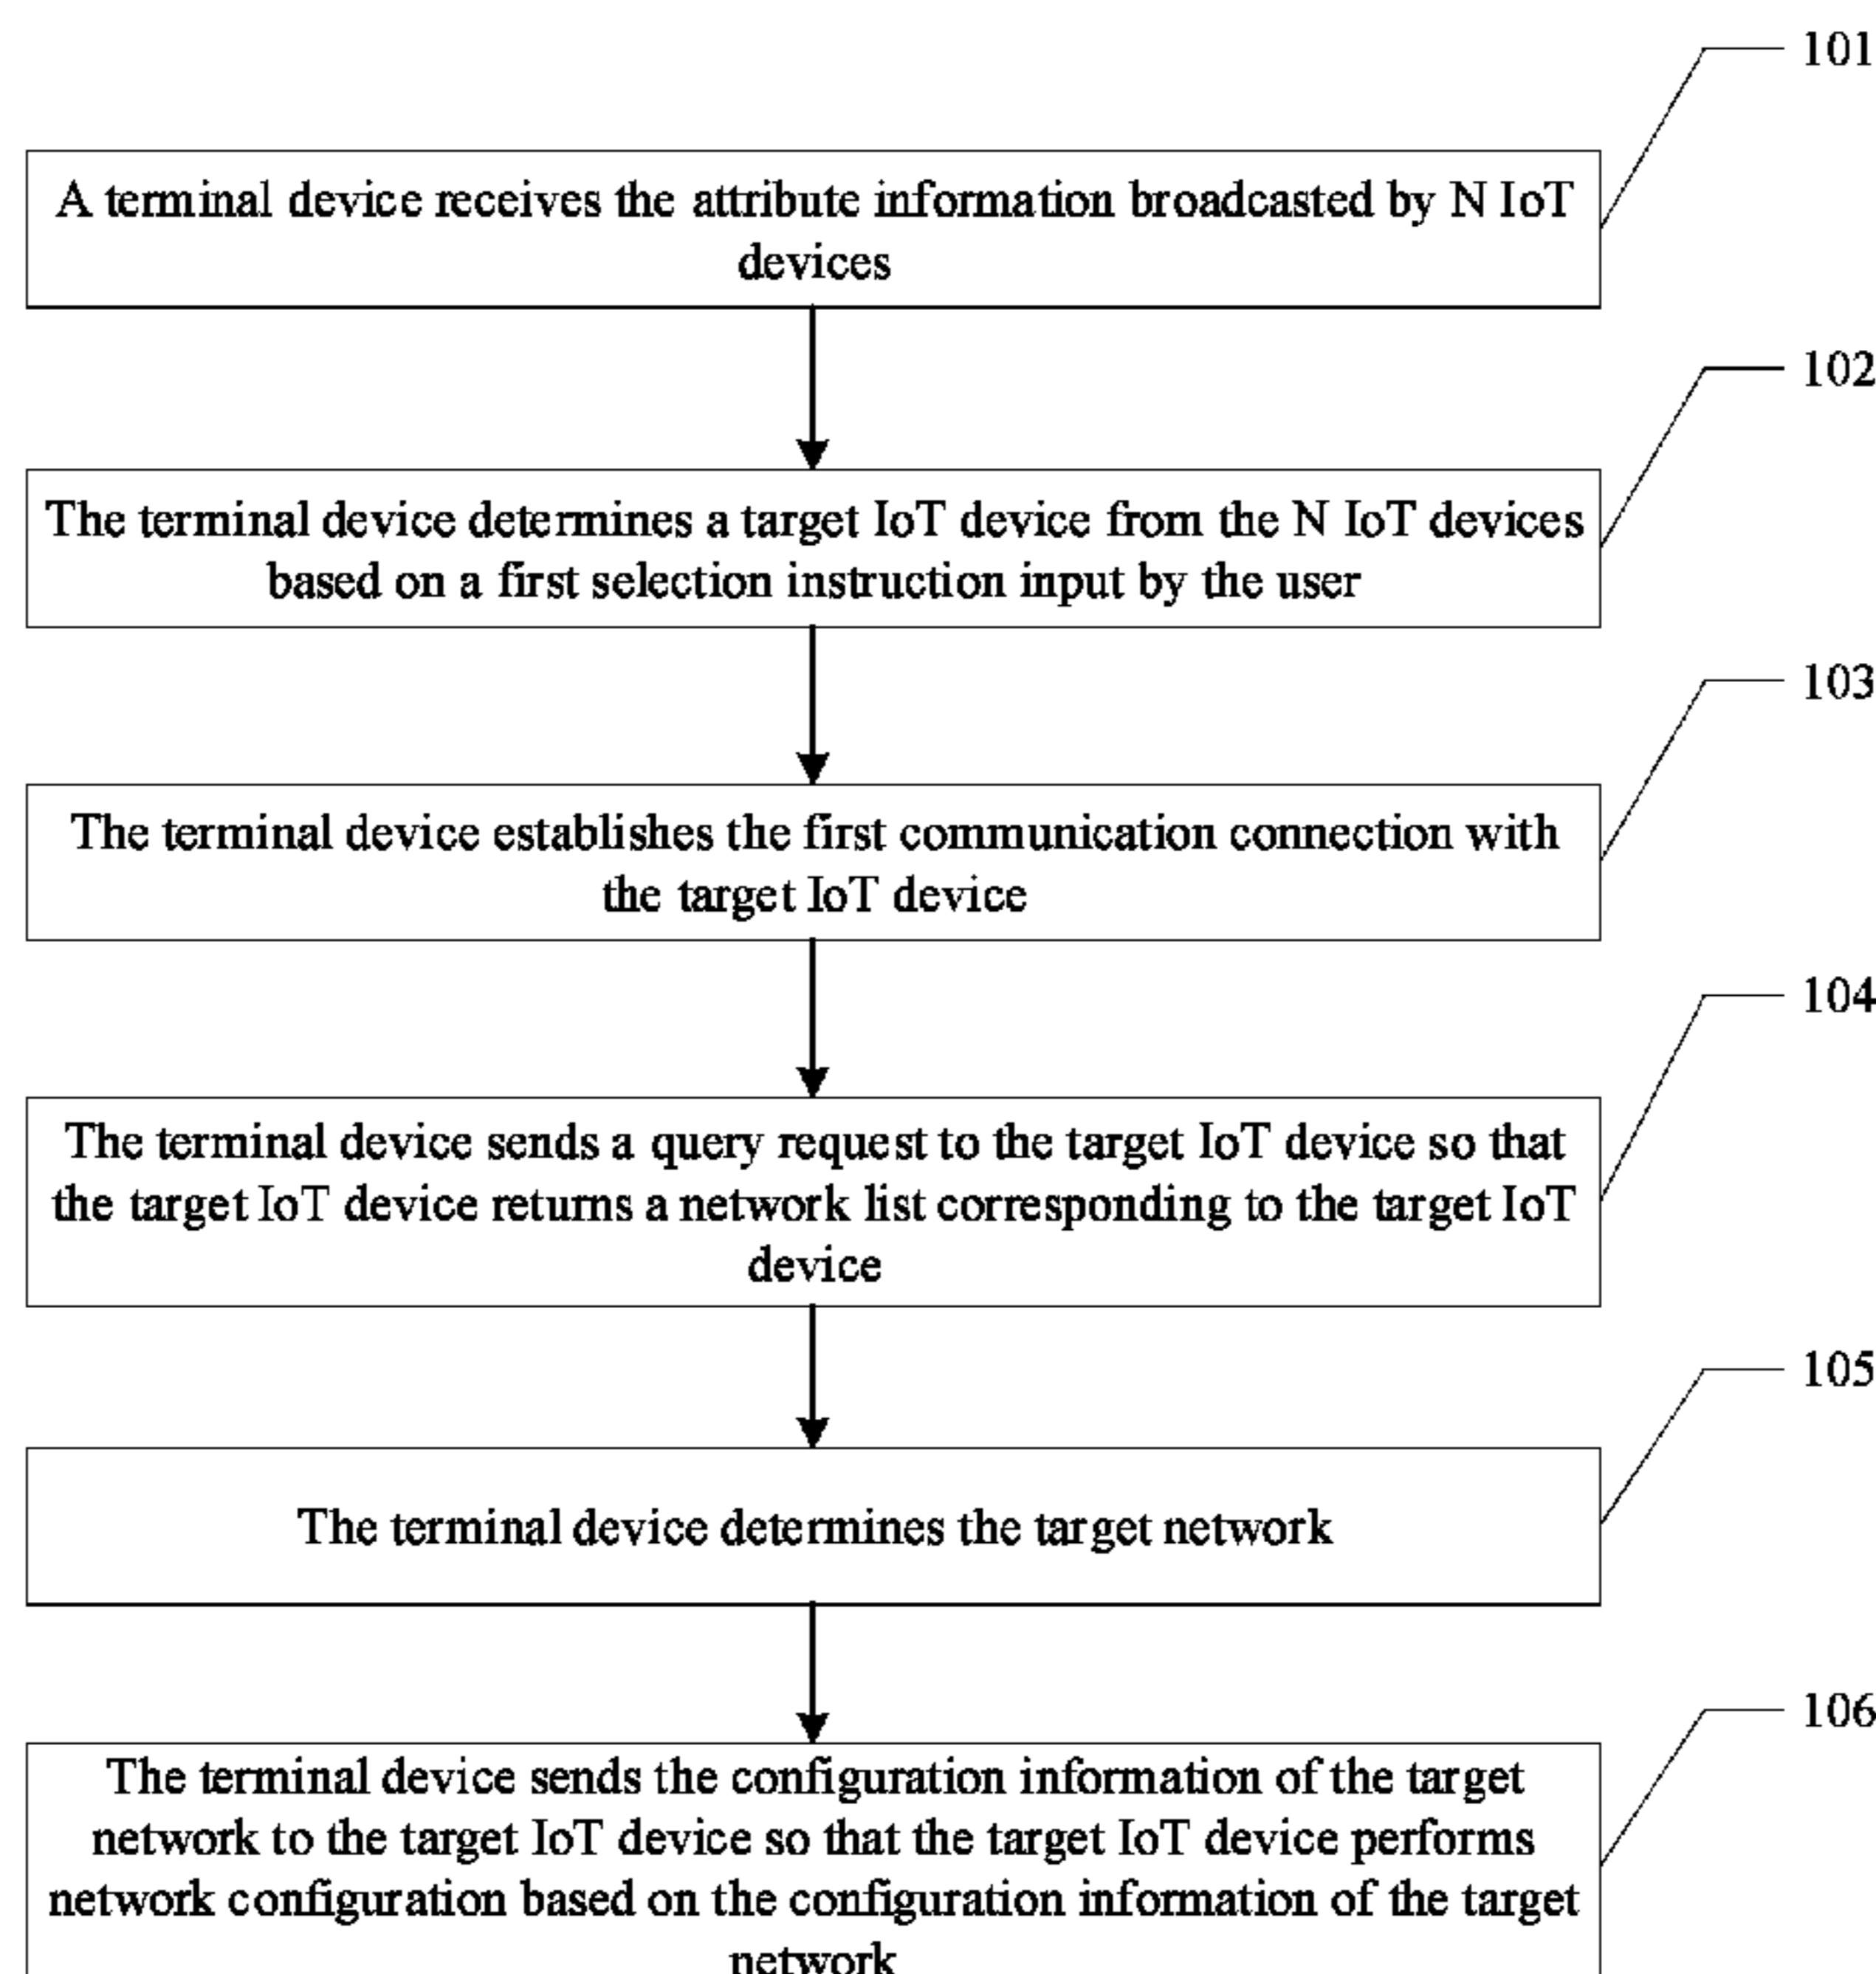 101
A terminal device receives the attribute information broadcasted by N IoT
devices
102
The terminal device determines a target IoT device from the N IoT devices
based on a first selection instruction input by the user
103
The terminal device establishes the first communication connection with
the target IoT device
104
The terminal device sends a query request to the target IoT device so that
the target IoT device returns a network list corresponding to the target IoT
device
105
The terminal device determines the target network
106
The terminal device sends the configuration information of the target
network to the target IoT device so that the target IoT device performs
network configuration based on the configuration information of the target
network